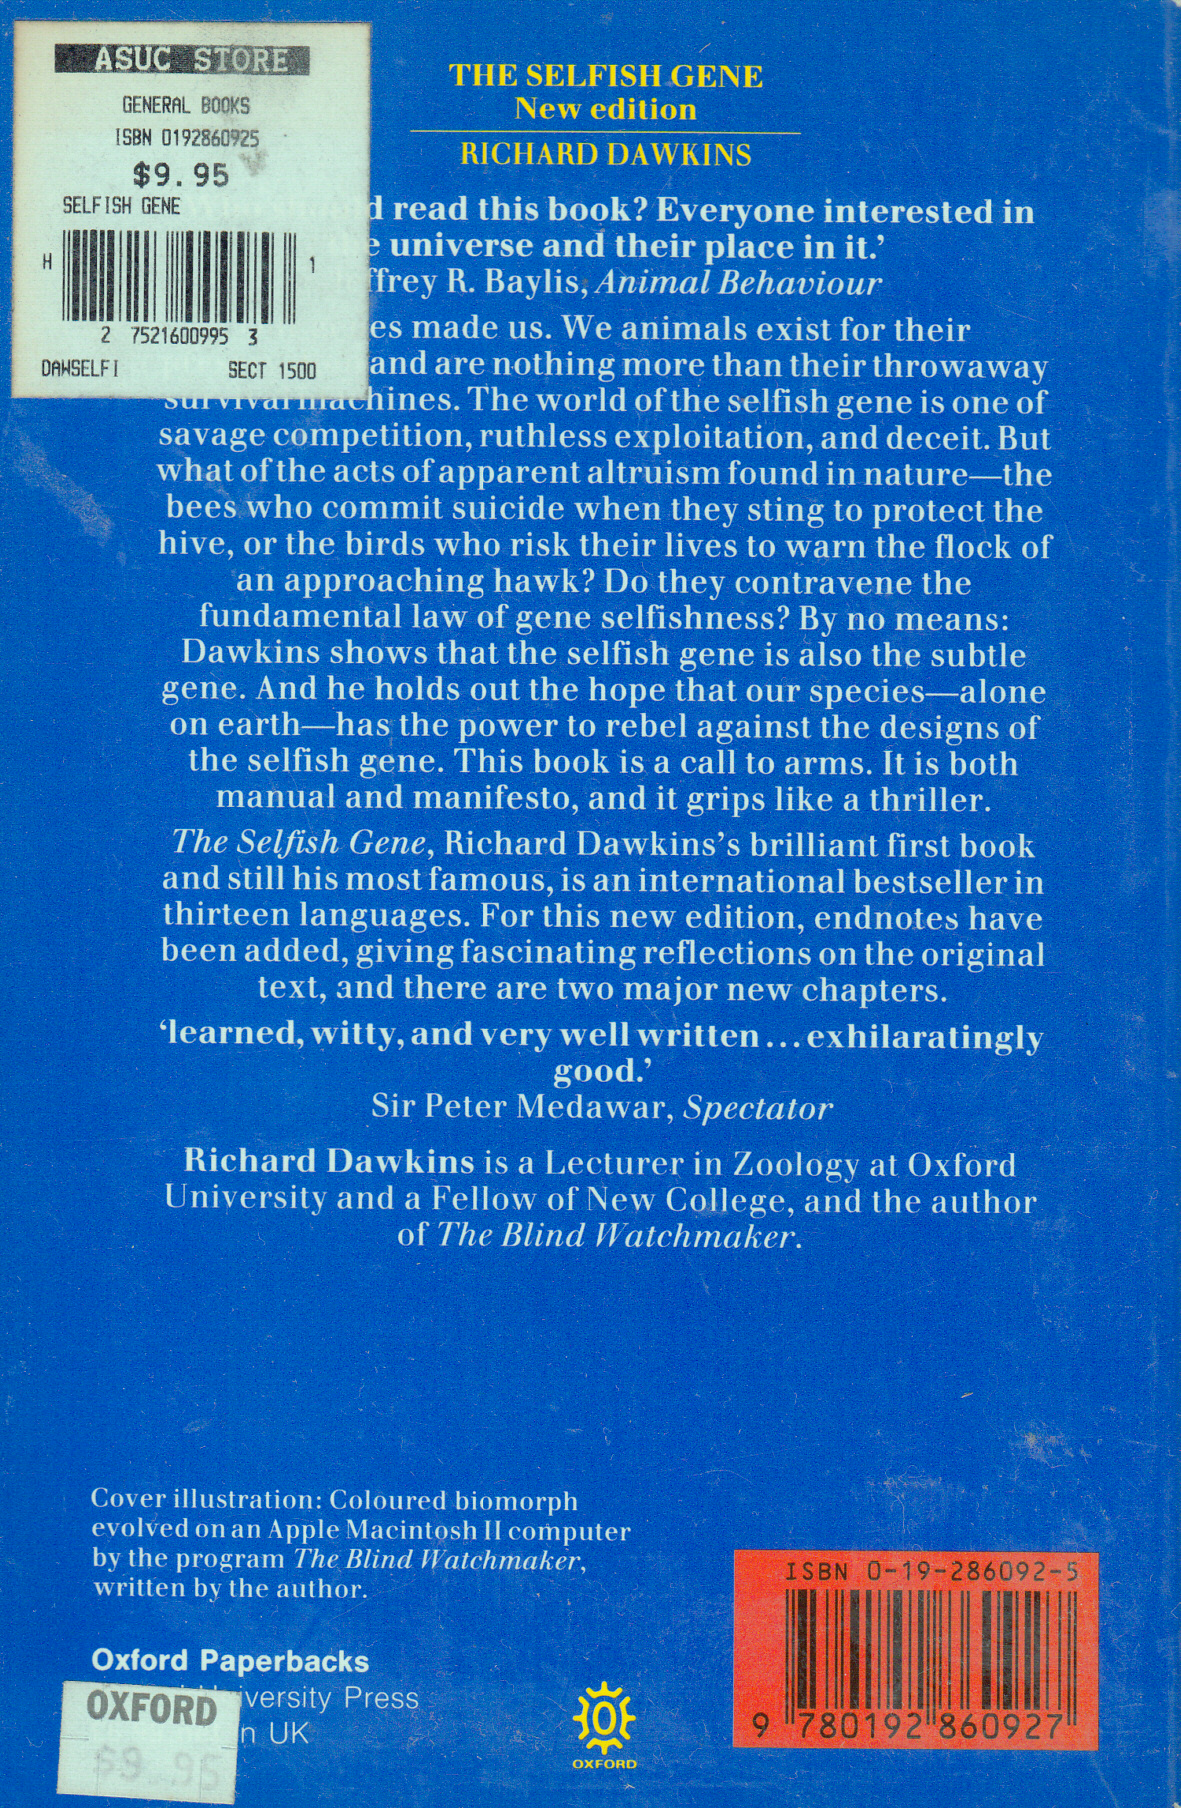 ASUC STORE
GENERAL BOOKS
ISBN 0192860925
$9.95
SELFISH GENE
H
1
2 7521600995 3
DAWSELFI SECT 1500
THE SELFISH GENE
New edition
RICHARD DAWKINS
read this book? Everyone interested in
universe and their place in it.’
R. Baylis, Animal Behaviour
made us. We animals exist for their
and are nothing more than their throwaway
survival machines. The world of the selfish gene is one of
savage competition, ruthless exploitation, and deceit. But
what of the acts of apparent altruism found in nature—the
bees who commit suicide when they sting to protect the
hive, or the birds who risk their lives to warn the flock of
an approaching hawk? Do they contravene the
fundamental law of gene selfishness? By no means:
Dawkins shows that the selfish gene is also the subtle
gene. And he holds out the hope that our species—alone
on earth—has the power to rebel against the designs of
the selfish gene. This book is a call to arms. It is both
manual and manifesto, and it grips like a thriller.
The Selfish Gene, Richard Dawkins’s brilliant first book
and still his most famous, is an international bestseller in
thirteen languages. For this new edition, endnotes have
been added, giving fascinating reflections on the original
text, and there are two major new chapters.
‘learned, witty, and very well written ... exhilaratingly
good.’
Sir Peter Medawar, Spectator
Richard Dawkins is a Lecturer in Zoology at Oxford
University and a Fellow of New College, and the author
of The Blind Watchmaker.
Cover illustration: Coloured biomorph
evolved on an Apple Macintosh II computer
by the program The Blind Watchmaker,
written by the author.
Oxford Paperbacks
Press
UK
OXFORD
$9.95
OXFORD
ISBN 0-19-286092-5
9 780192 860927